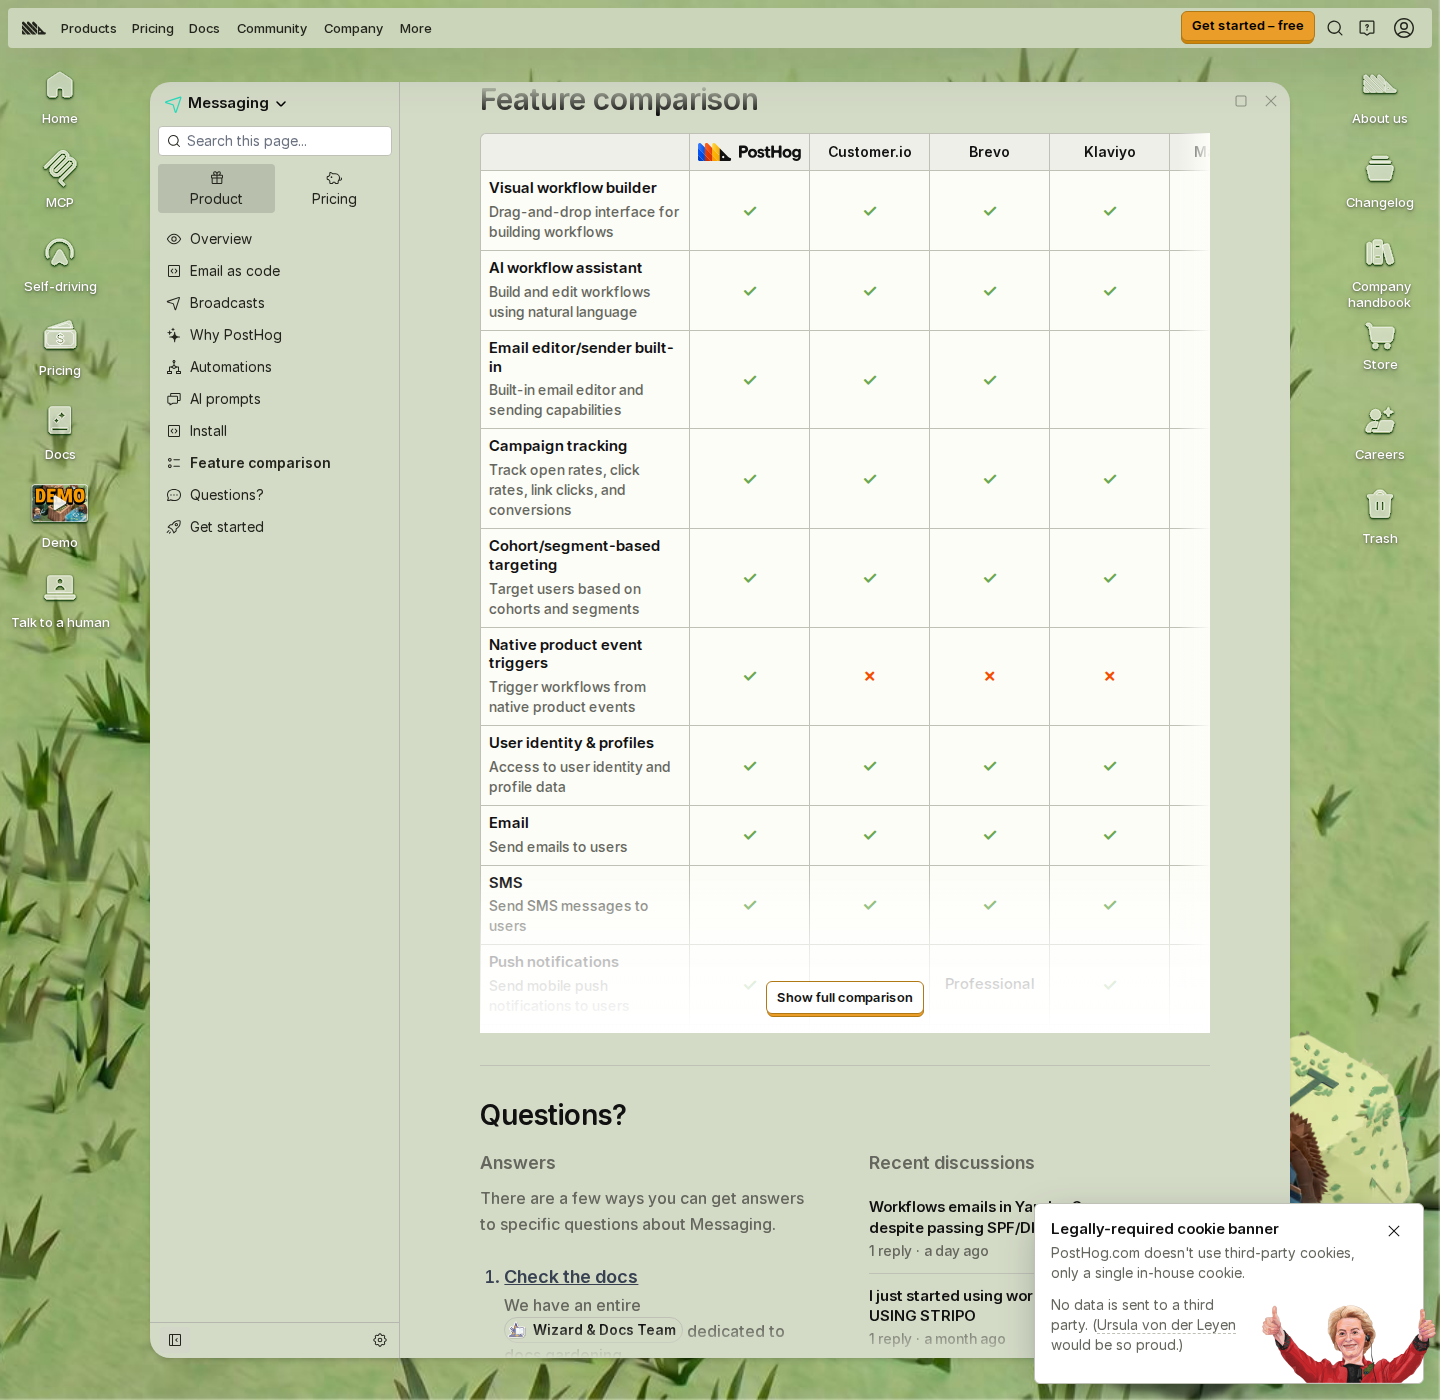 Products Pricing Docs Community Company More
Get started – free
Home
MCP
Self-driving
Pricing
Docs
DEMO
Demo
Talk to a human
About us
Changelog
Company
handbook
Store
Careers
Trash
Messaging
Search this page...
Product
Pricing
Overview
Email as code
Broadcasts
Why PostHog
Automations
AI prompts
Install
Feature comparison
Questions?
Get started
Feature comparison
PostHog Customer.io Brevo Klaviyo M
Visual workflow builder
Drag-and-drop interface for
building workflows
AI workflow assistant
Build and edit workflows
using natural language
Email editor/sender built-
in
Built-in email editor and
sending capabilities
Campaign tracking
Track open rates, click
rates, link clicks, and
conversions
Cohort/segment-based
targeting
Target users based on
cohorts and segments
Native product event
triggers
Trigger workflows from
native product events
User identity & profiles
Access to user identity and
profile data
Email
Send emails to users
SMS
Send SMS messages to
users
Push notifications
Send mobile push
notifications to users
Professional
Show full comparison
Questions?
Answers
There are a few ways you can get answers
to specific questions about Messaging.
1. Check the docs
We have an entire
Wizard & Docs Team dedicated to
docs gardening
Recent discussions
Workflows emails in
despite passing
1 reply · a day ago
I just started using
USING STRIPO
1 reply · a month ago
Legally-required cookie banner
PostHog.com doesn't use third-party cookies,
only a single in-house cookie.
No data is sent to a third
party. (Ursula von der Leyen
would be so proud.)